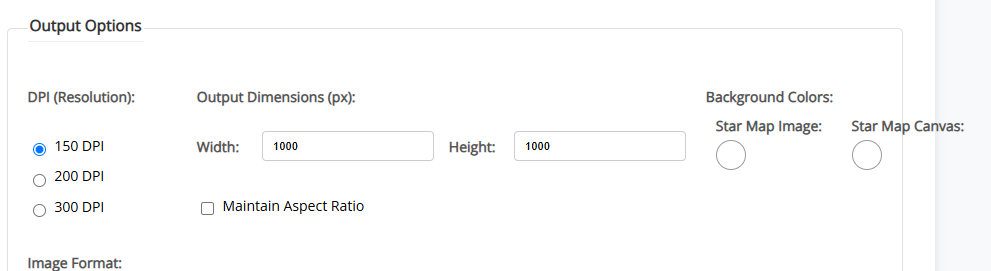 Output Options
DPI (Resolution):
150 DPI
200 DPI
300 DPI
Output Dimensions (px):
Width: 1000 Height: 1000
Maintain Aspect Ratio
Background Colors:
Star Map Image: Star Map Canvas:
Image Format: